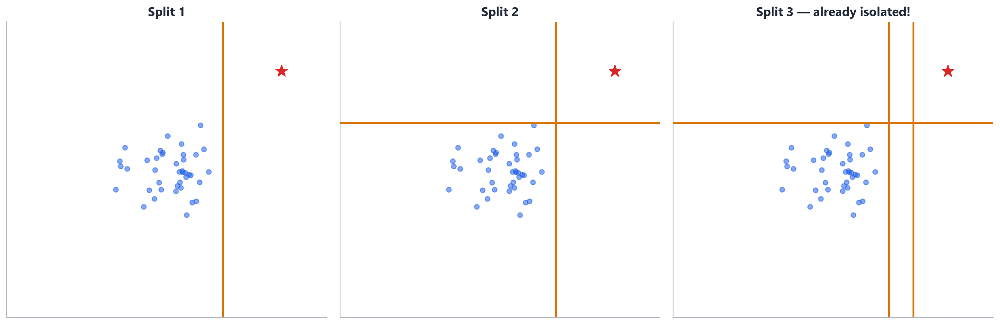 Split 1
Split 2
Split 3 — already isolated!